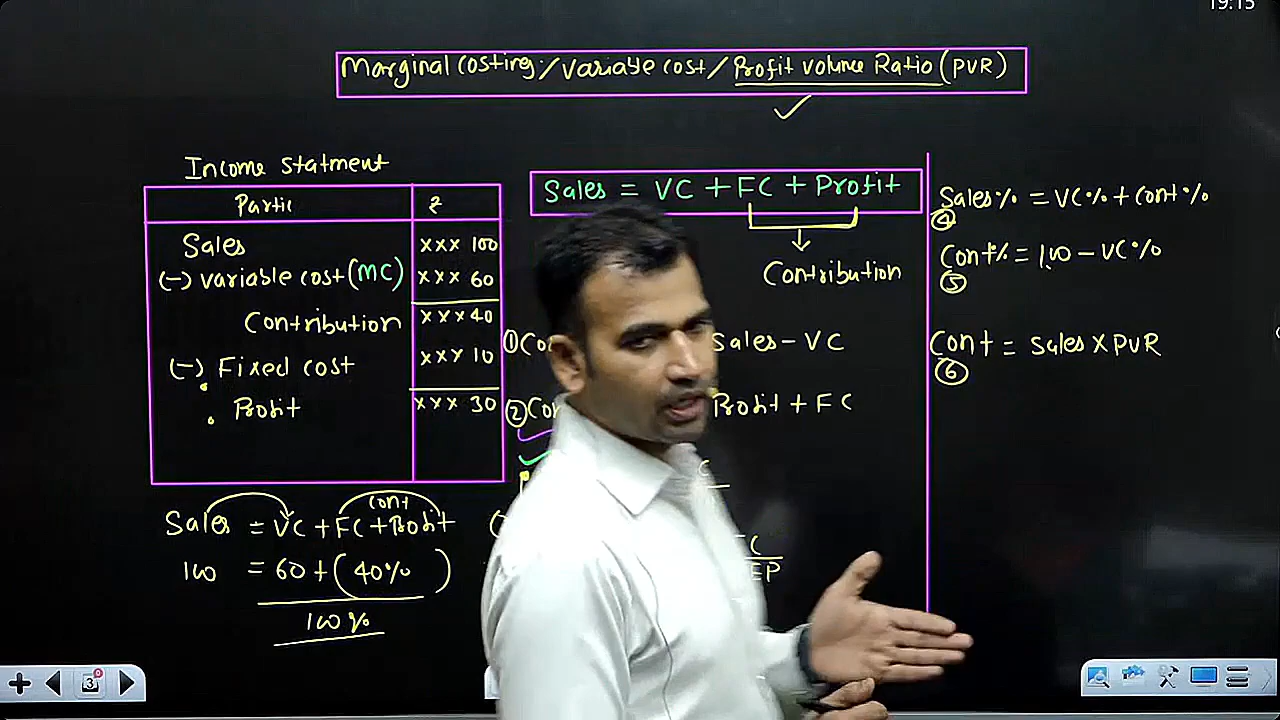 19:15
Marginal costing/variable cost/Profit volume Ratio (PVR)
Income statment
Partic ₹
Sales xxx 100
(-) variable cost (MC) xxx 60
Contribution xxx 40
(-) Fixed cost xxx 10
Profit xxx 30
Sales = VC + FC + Profit
cont
100 = 60 + (40% )
100%
Sales = VC + FC + Profit
Contribution
① Sales - VC
② Profit + FC
Sales% = VC% + Cont%
④
Cont% = 100 - VC%
⑤
Cont = Sales X PVR
⑥
3